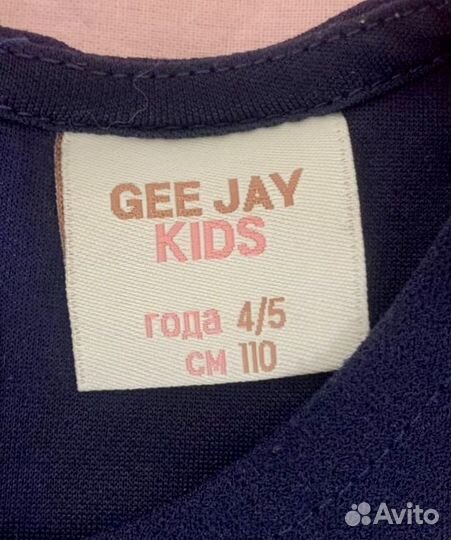 GEE JAY
KIDS
года 4/5
см 110
Avito